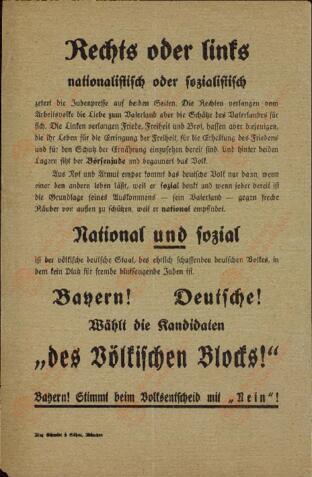 Rechts oder links
nationalistisch oder sozialistisch
zetert die Judenpresse auf beiden Seiten. Die Rechten verlangen vom
Arbeitsvolke die Liebe zum Vaterland aber die Schätze des Vaterlandes für
sich. Die Linken verlangen Friede, Freiheit und Brot, hassen aber diejenigen,
die ihr Leben für die Erringung der Freiheit, für die Erhaltung des Friedens
und für den Schutz der Ernährung einzusehen bereit sind. Und hinter beiden
Lagern sitzt der Börsenjude und begaunert das Volk.
Aus Not und Armut empor kommt das deutsche Volk nur dann, wenn
einer den andern leben läßt, weil er sozial denkt und wenn jeder bereit ist
die Grundlage seines Auskommens — sein Vaterland — gegen freche
Räuber von außen zu schützen, weil er national empfindet.
National und sozial
ist der völkische deutsche Staat, des ehrlich schaffenden deutschen Volkes, in
dem kein Platz für fremde blutsaugende Juden ist.
Bayern! Deutsche!
Wählt die Kandidaten
„des Völkischen Blocks!"
Bayern! Stimmt beim Volksentscheid mit „Nein"!
Schmidt & Söhne, München